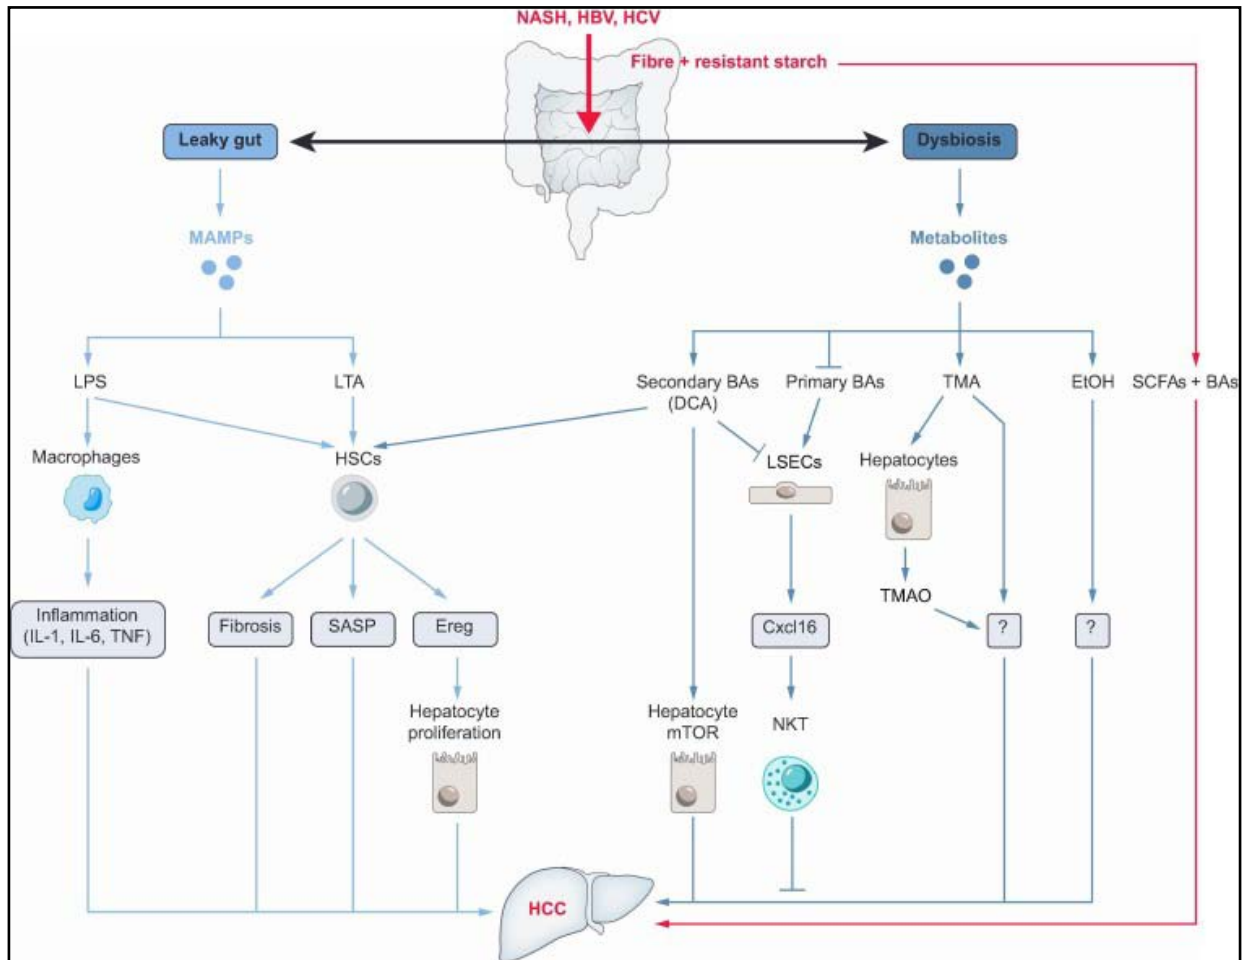 NASH, HBV, HCV
Fibre + resistant starch
Leaky gut
Dysbiosis
MAMPs
Metabolites
LPS
LTA
Secondary BAs
(DCA)
Primary BAs
TMA
EtOH
SCFAs + BAs
Macrophages
HSCs
LSECs
Hepatocytes
TMAO
Inflammation
(IL-1, IL-6, TNF)
Fibrosis
SASP
Ereg
Cxcl16
?
?
Hepatocyte
proliferation
Hepatocyte
mTOR
NKT
HCC